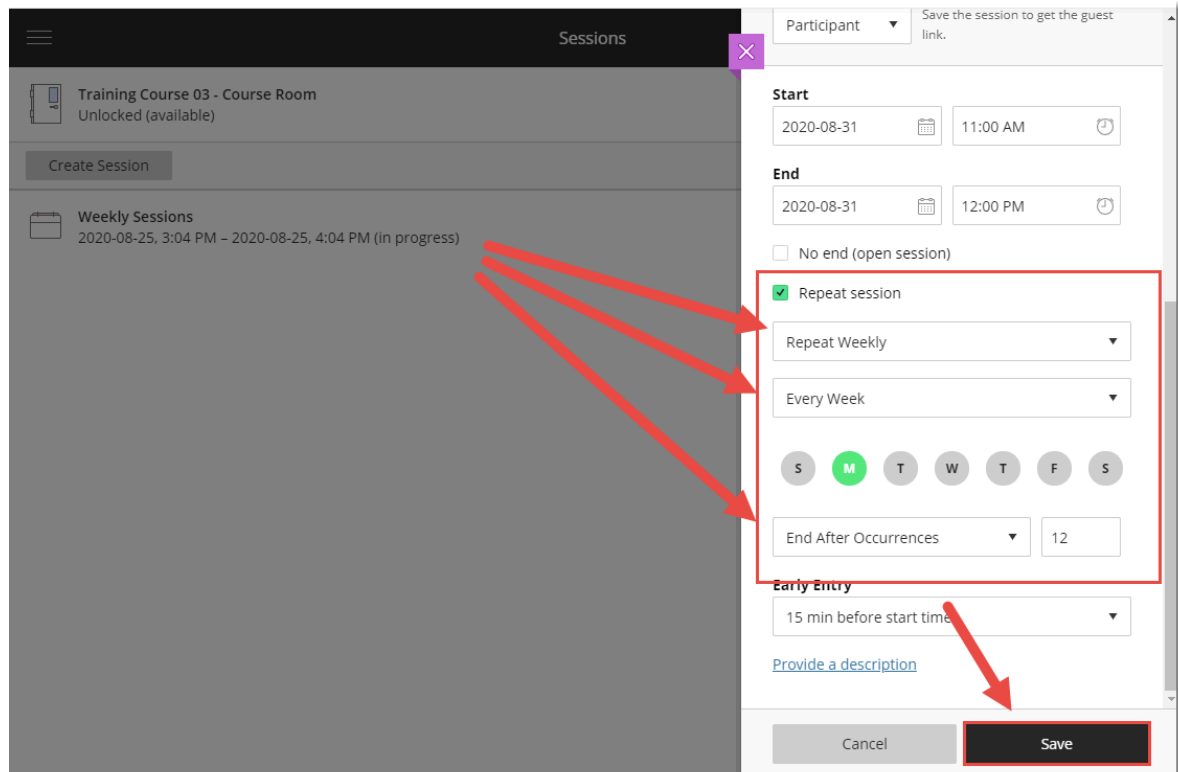 Sessions
Training Course 03 - Course Room
Unlocked (available)
Create Session
Weekly Sessions
2020-08-25, 3:04 PM – 2020-08-25, 4:04 PM (in progress)
Participant
Save the session to get the guest
link.
Start
2020-08-31 11:00 AM
End
2020-08-31 12:00 PM
No end (open session)
Repeat session
Repeat Weekly
Every Week
S M T W T F S
End After Occurrences 12
Early Entry
15 min before start time
Provide a description
Cancel Save